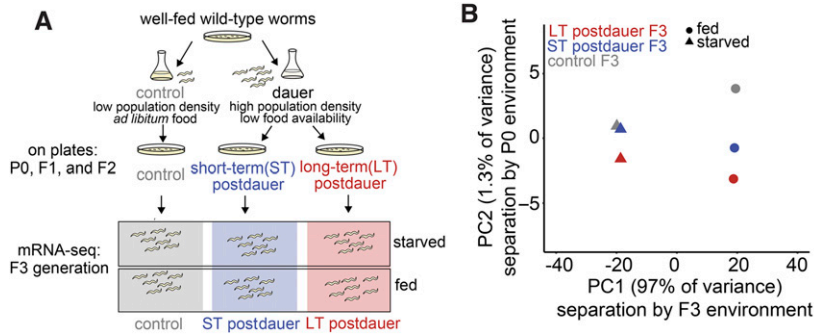 A
well-fed wild-type worms
control
low population density
ad libitum food
dauer
high population density
low food availability
on plates:
P0, F1, and F2
control
short-term(ST)
postdauer
long-term(LT)
postdauer
mRNA-seq:
F3 generation
starved
fed
control
ST postdauer
LT postdauer
B
LT postdauer F3
ST postdauer F3
control F3
fed
starved
PC2 (1.3% of variance)
separation by P0 environment
5
0
−5
-40
-20
0
20
40
PC1 (97% of variance)
separation by F3 environment